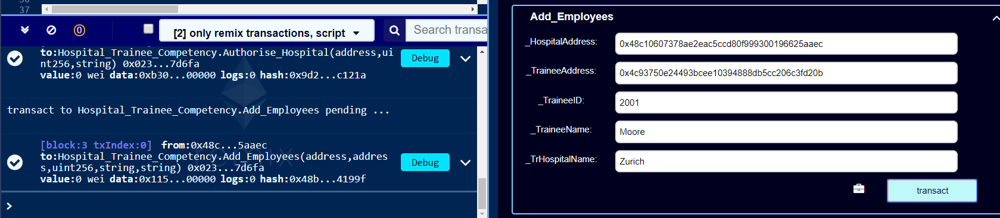 37
0
[2] only remix transactions, script
Search transa
to:Hospital_Trainee_Competency.Authorise_Hospital(address,ui
nt256,string) 0x023...7d6fa
value:0 wei data:0xb30...00000 logs:0 hash:0x9d2...c121a
Debug
transact to Hospital_Trainee_Competency.Add_Employees pending ...
[block:3 txIndex:0] from:0x48c...5aaec
to:Hospital_Trainee_Competency.Add_Employees(address,addres
s,uint256,string,string) 0x023...7d6fa
value:0 wei data:0x115...00000 logs:0 hash:0x48b...4199f
Debug
>
Add_Employees
_HospitalAddress: 0x48c10607378ae2eac5ccd80f999300196625aaec
_TraineeAddress: 0x4c93750e24493bcee10394888db5cc206c3fd20b
_TraineeID: 2001
_TraineeName: Moore
_TrHospitalName: Zurich
transact